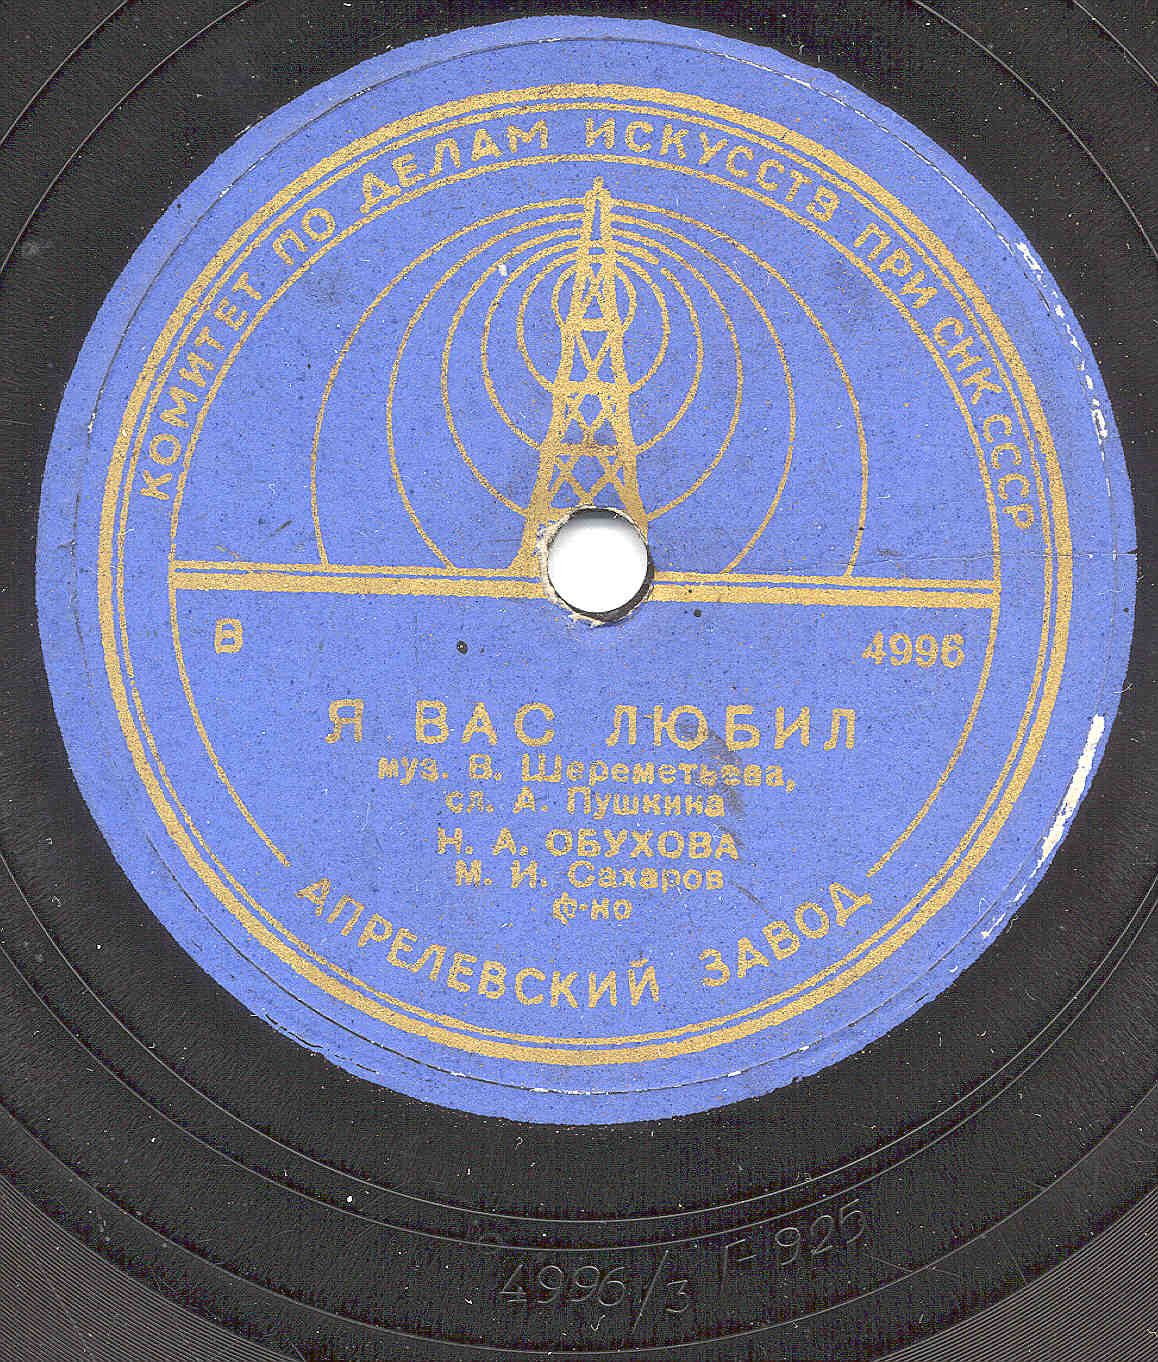 КОМИТЕТ ПО ДЕЛАМ ИСКУССТВ ПРИ СНК СССР
В 4996
Я ВАС ЛЮБИЛ
муз. В. Шереметьева,
сл. А. Пушкина
Н. А. ОБУХОВА
М. И. Сахаров
ф-но
АПРЕЛЕВСКИЙ ЗАВОД
4996/3 Г-925